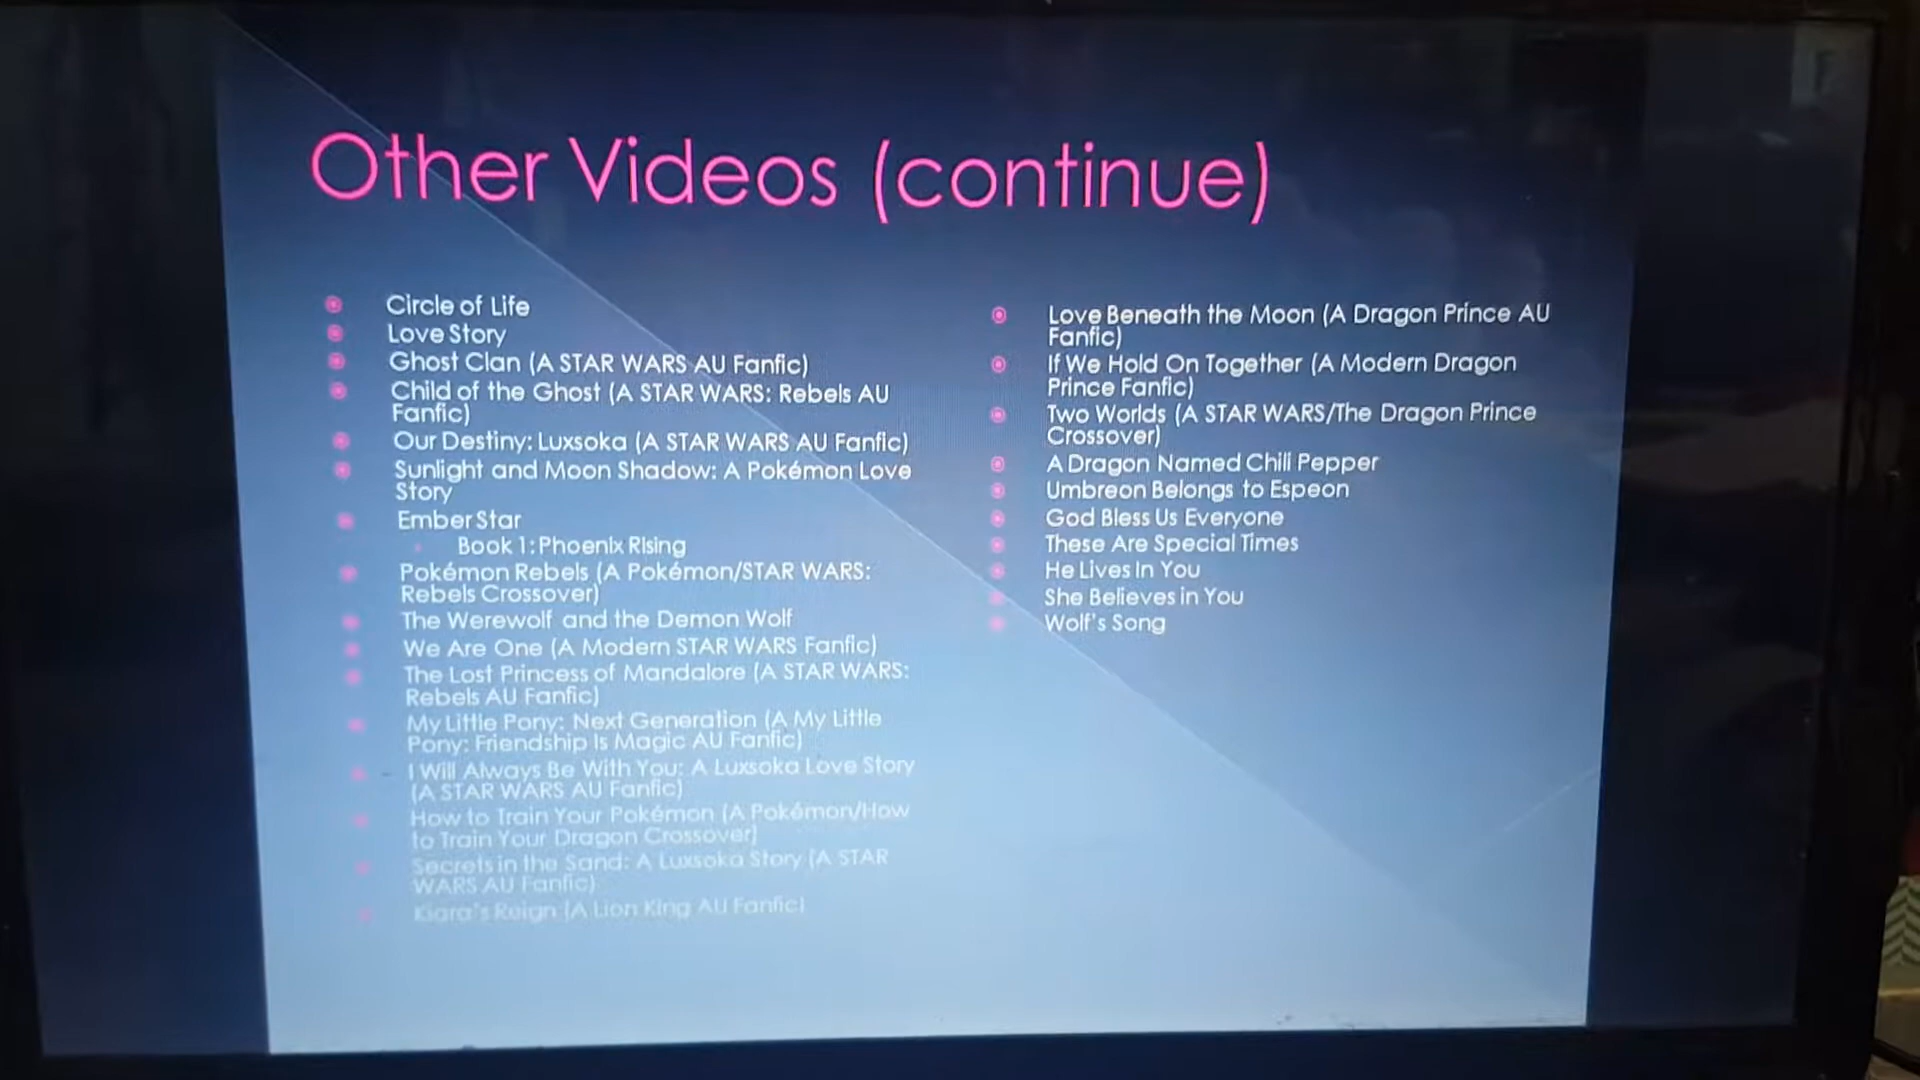 Other Videos (continue)
Circle of Life
Love Story
Ghost Clan (A STAR WARS AU Fanfic)
Child of the Ghost (A STAR WARS: Rebels AU
Fanfic)
Our Destiny: Luxsoka (A STAR WARS AU Fanfic)
Sunlight and Moon Shadow: A Pokémon Love
Story
Ember Star
Book 1: Phoenix Rising
Pokémon Rebels (A Pokémon/STAR WARS:
Rebels Crossover)
The Werewolf and the Demon Wolf
We Are One (A Modern STAR WARS Fanfic)
The Lost Princess of Mandalore (A STAR WARS:
Rebels AU Fanfic)
My Little Pony: Next Generation (A My Little
Pony: Friendship Is Magic AU Fanfic)
I Will Always Be With You: A Luxsoka Love Story
(A STAR WARS AU Fanfic)
How to Train Your Pokémon (A Pokémon/How
to Train Your Dragon Crossover)
Secrets in the Sand: A Luxsoka Story (A STAR
WARS AU Fanfic)
Kiara's Reign (A Lion King AU Fanfic)
Love Beneath the Moon (A Dragon Prince AU
Fanfic)
If We Hold On Together (A Modern Dragon
Prince Fanfic)
Two Worlds (A STAR WARS/The Dragon Prince
Crossover)
A Dragon Named Chili Pepper
Umbreon Belongs to Espeon
God Bless Us Everyone
These Are Special Times
He Lives In You
She Believes in You
Wolf's Song